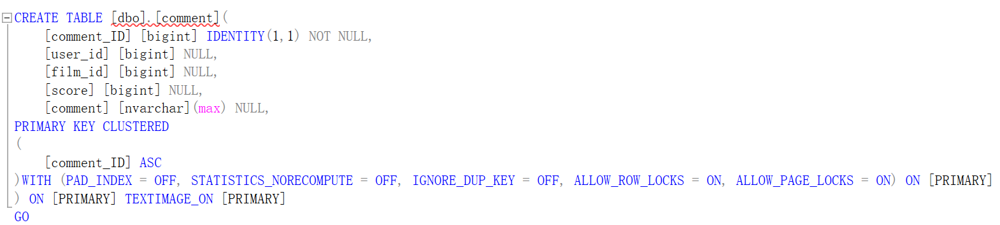 CREATE TABLE [dbo].[comment](
[comment_ID] [bigint] IDENTITY(1,1) NOT NULL,
[user_id] [bigint] NULL,
[film_id] [bigint] NULL,
[score] [bigint] NULL,
[comment] [nvarchar](max) NULL,
PRIMARY KEY CLUSTERED
(
[comment_ID] ASC
)WITH (PAD_INDEX = OFF, STATISTICS_NORECOMPUTE = OFF, IGNORE_DUP_KEY = OFF, ALLOW_ROW_LOCKS = ON, ALLOW_PAGE_LOCKS = ON) ON [PRIMARY]
) ON [PRIMARY] TEXTIMAGE_ON [PRIMARY]
GO